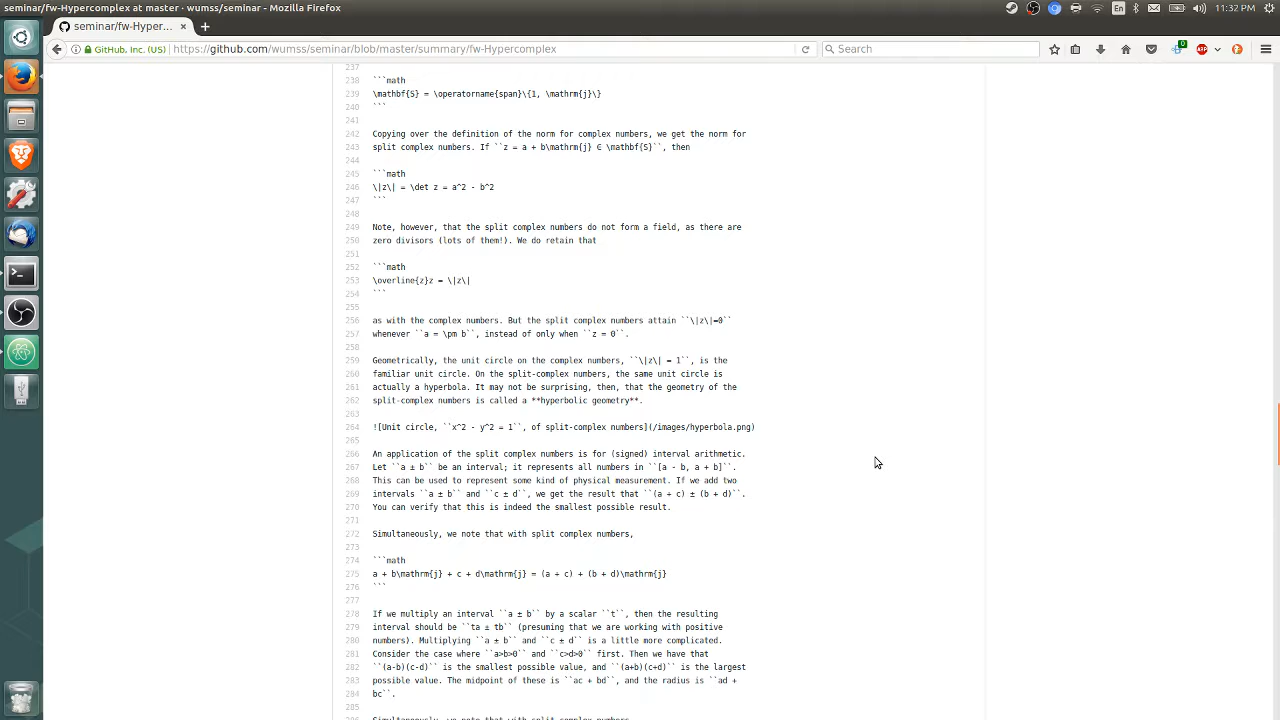 seminar/fw-Hypercomplex at master · wumss/seminar - Mozilla Firefox
En
11:32 PM
seminar/fw-Hyper... ×
GitHub, Inc. (US)
https://github.com/wumss/seminar/blob/master/summary/fw-Hypercomplex
Search
0
ABP
237
238 ```math
239 \mathbf{S} = \operatorname{span}\{1, \mathrm{j}\}
240 ```
241
242 Copying over the definition of the norm for complex numbers, we get the norm for
243 split complex numbers. If ``z = a + b\mathrm{j} ∈ \mathbf{S}``, then
244
245 ```math
246 \|z\| = \det z = a^2 - b^2
247 ```
248
249 Note, however, that the split complex numbers do not form a field, as there are
250 zero divisors (lots of them!). We do retain that
251
252 ```math
253 \overline{z}z = \|z\|
254 ```
255
256 as with the complex numbers. But the split complex numbers attain ``\|z\|=0``
257 whenever ``a = \pm b``, instead of only when ``z = 0``.
258
259 Geometrically, the unit circle on the complex numbers, ``\|z\| = 1``, is the
260 familiar unit circle. On the split-complex numbers, the same unit circle is
261 actually a hyperbola. It may not be surprising, then, that the geometry of the
262 split-complex numbers is called a **hyperbolic geometry**.
263
264 ![Unit circle, ``x^2 - y^2 = 1``, of split-complex numbers](/images/hyperbola.png)
265
266 An application of the split complex numbers is for (signed) interval arithmetic.
267 Let ``a ± b`` be an interval; it represents all numbers in ``[a - b, a + b]``.
268 This can be used to represent some kind of physical measurement. If we add two
269 intervals ``a ± b`` and ``c ± d``, we get the result that ``(a + c) ± (b + d)``.
270 You can verify that this is indeed the smallest possible result.
271
272 Simultaneously, we note that with split complex numbers,
273
274 ```math
275 a + b\mathrm{j} + c + d\mathrm{j} = (a + c) + (b + d)\mathrm{j}
276 ```
277
278 If we multiply an interval ``a ± b`` by a scalar ``t``, then the resulting
279 interval should be ``ta ± tb`` (presuming that we are working with positive
280 numbers). Multiplying ``a ± b`` and ``c ± d`` is a little more complicated.
281 Consider the case where ``a>b>0`` and ``c>d>0`` first. Then we have that
282 ``(a-b)(c-d)`` is the smallest possible value, and ``(a+b)(c+d)`` is the largest
283 possible value. The midpoint of these is ``ac + bd``, and the radius is ``ad +
284 bc``.
285
286 Simultaneously, we note that with split complex numbers